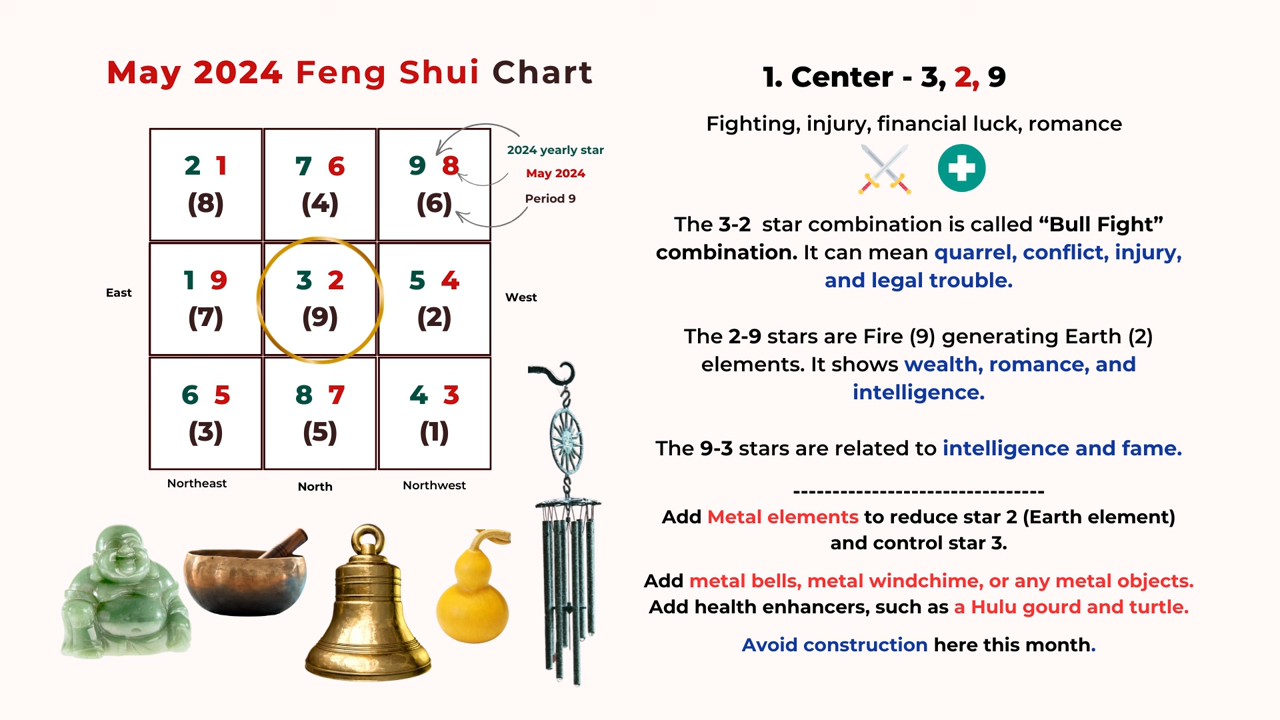 May 2024 Feng Shui Chart
2 1
(8)
7 6
(4)
9 8
(6)
2024 yearly star
May 2024
Period 9
East
1 9
(7)
3 2
(9)
5 4
(2)
West
6 5
(3)
8 7
(5)
4 3
(1)
Northeast
North
Northwest
1. Center - 3, 2, 9
Fighting, injury, financial luck, romance
The 3-2 star combination is called “Bull Fight”
combination. It can mean quarrel, conflict, injury,
and legal trouble.
The 2-9 stars are Fire (9) generating Earth (2)
elements. It shows wealth, romance, and
intelligence.
The 9-3 stars are related to intelligence and fame.
--------------------------------
Add Metal elements to reduce star 2 (Earth element)
and control star 3.
Add metal bells, metal windchime, or any metal objects.
Add health enhancers, such as a Hulu gourd and turtle.
Avoid construction here this month.